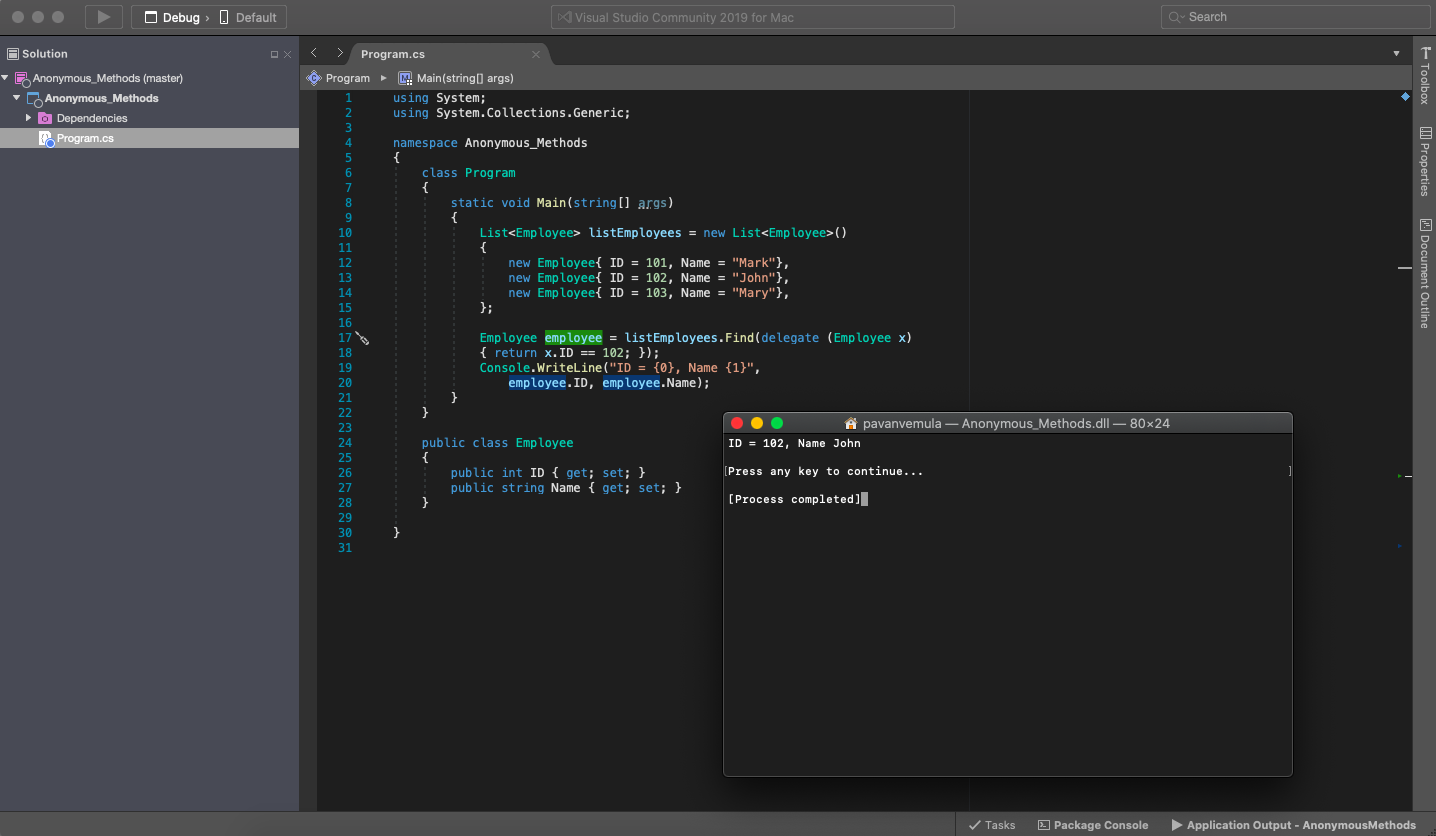 Debug › Default
Visual Studio Community 2019 for Mac
Search
Solution
Anonymous_Methods (master)
Anonymous_Methods
Dependencies
Program.cs
Program.cs
Program ▸ Main(string[] args)
1 using System;
2 using System.Collections.Generic;
3
4 namespace Anonymous_Methods
5 {
6 class Program
7 {
8 static void Main(string[] args)
9 {
10 List<Employee> listEmployees = new List<Employee>()
11 {
12 new Employee{ ID = 101, Name = "Mark"},
13 new Employee{ ID = 102, Name = "John"},
14 new Employee{ ID = 103, Name = "Mary"},
15 };
16
17 Employee employee = listEmployees.Find(delegate (Employee x)
18 { return x.ID == 102; });
19 Console.WriteLine("ID = {0}, Name {1}",
20 employee.ID, employee.Name);
21 }
22 }
23
24 public class Employee
25 {
26 public int ID { get; set; }
27 public string Name { get; set; }
28 }
29
30 }
31
pavanvemula — Anonymous_Methods.dll — 80×24
ID = 102, Name John
[Press any key to continue... ]
[Process completed]
Toolbox
Properties
Document Outline
Tasks
Package Console
Application Output - AnonymousMethods